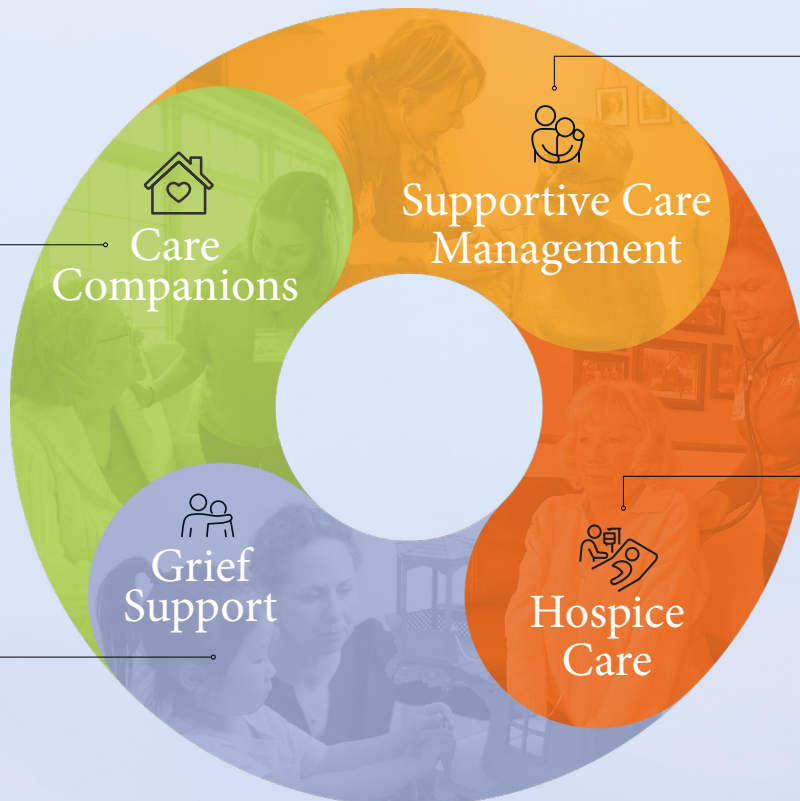 Care
Companions
Supportive Care
Management
Grief
Support
Hospice
Care